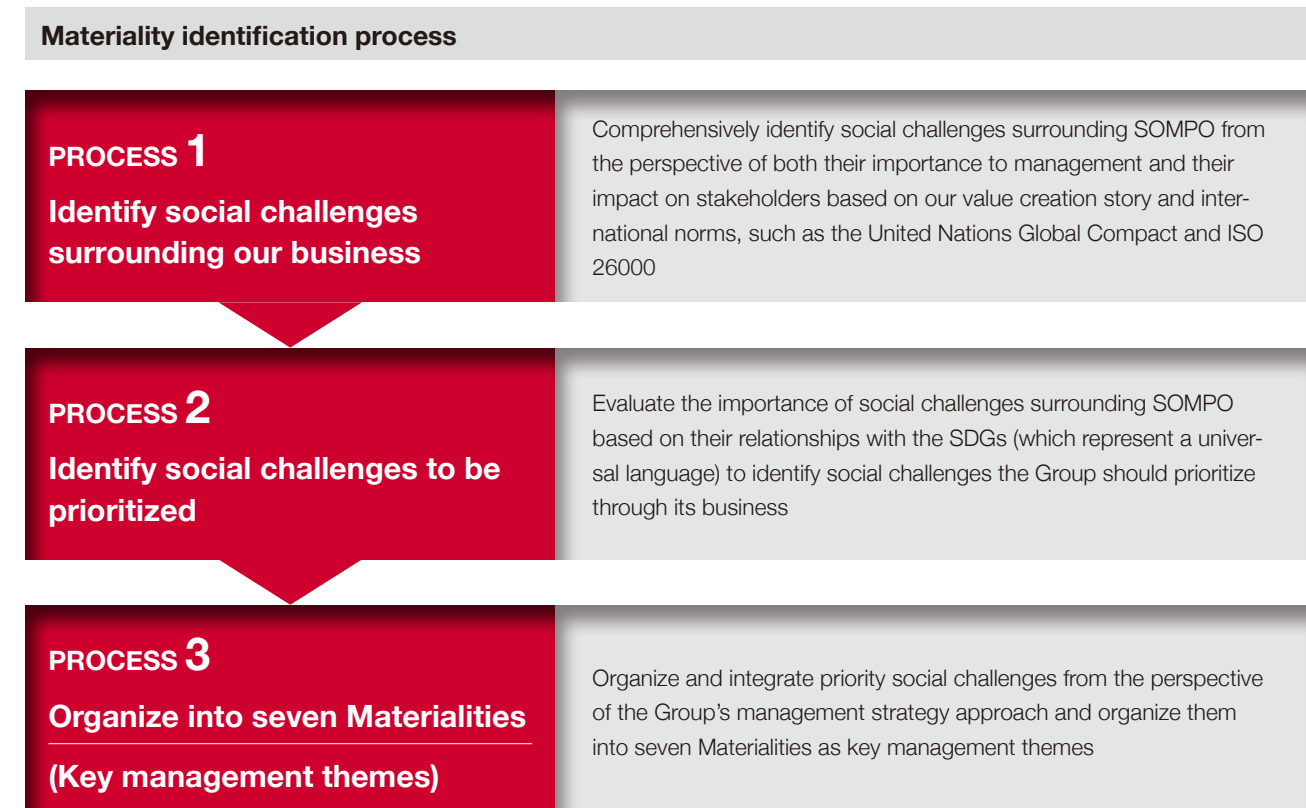 Materiality identification process
PROCESS 1
Identify social challenges
surrounding our business
Comprehensively identify social challenges surrounding SOMPO from
the perspective of both their importance to management and their
impact on stakeholders based on our value creation story and inter-
national norms, such as the United Nations Global Compact and ISO
26000
PROCESS 2
Identify social challenges to be
prioritized
Evaluate the importance of social challenges surrounding SOMPO
based on their relationships with the SDGs (which represent a univer-
sal language) to identify social challenges the Group should prioritize
through its business
PROCESS 3
Organize into seven Materialities
(Key management themes)
Organize and integrate priority social challenges from the perspective
of the Group’s management strategy approach and organize them
into seven Materialities as key management themes